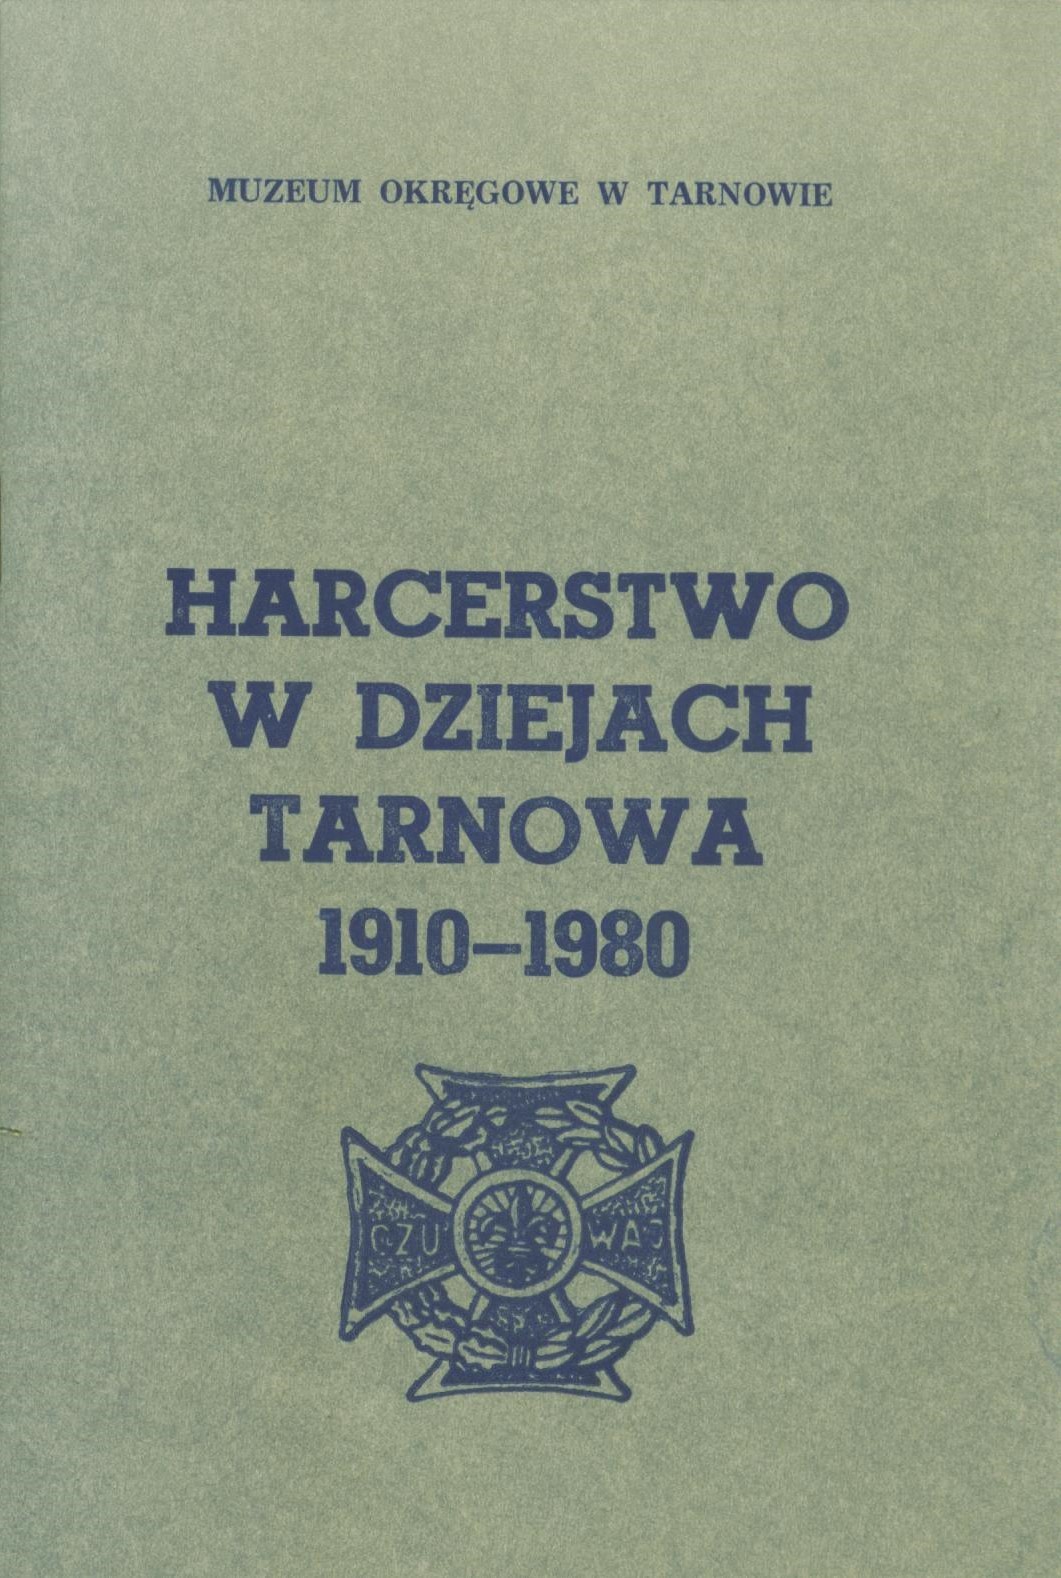 MUZEUM OKRĘGOWE W TARNOWIE
HARCERSTWO
W DZIEJACH
TARNOWA
1910–1980
CZU WAJ